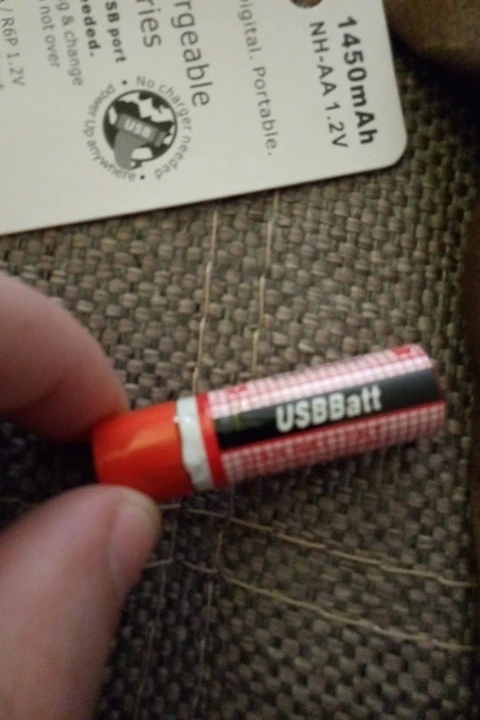 1450mAh
NH-AA 1.2V
igital. Portable.
rgeable
ries
SB port
eded.
g & change
not over
/ R6P 1.2V
No charger needed
power-up anywhere
USB
USBBatt